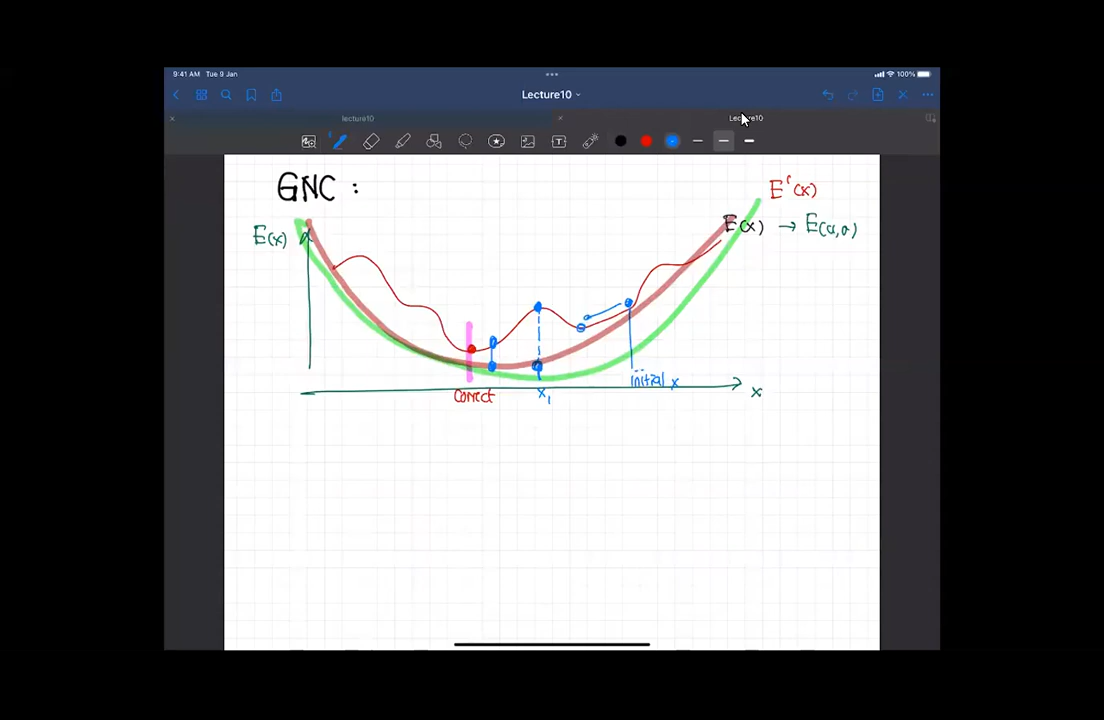 9:41 AM Tue 9 Jan
100%
Lecture10
lecture10
Lecture10
GNC :
E'(x)
E(x)
E(x) → E(x,a)
initial x
correct
x₁
x